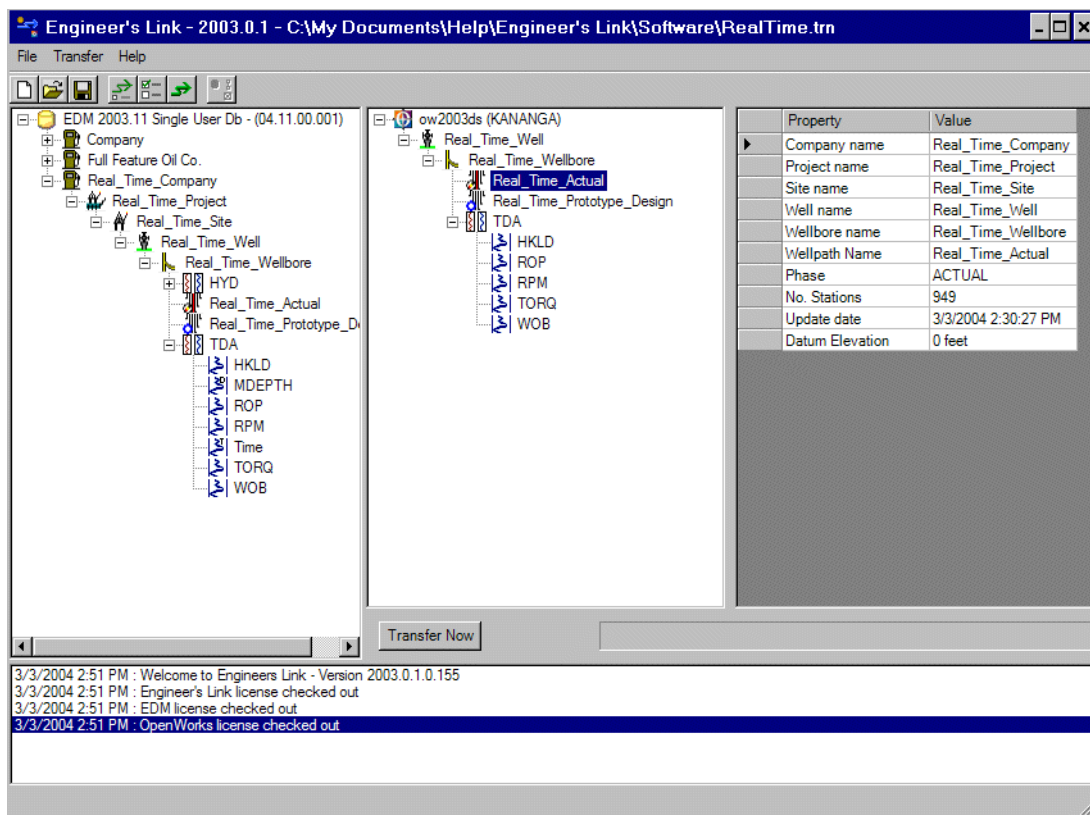 Engineer's Link - 2003.0.1 - C:\My Documents\Help\Engineer's Link\Software\RealTime.trn
File Transfer Help
EDM 2003.11 Single User Db - (04.11.00.001)
Company
Full Feature Oil Co.
Real_Time_Company
Real_Time_Project
Real_Time_Site
Real_Time_Well
Real_Time_Wellbore
HYD
Real_Time_Actual
Real_Time_Prototype_D
TDA
HKLD
MDEPTH
ROP
RPM
Time
TORQ
WOB
ow2003ds (KANANGA)
Real_Time_Well
Real_Time_Wellbore
Real_Time_Actual
Real_Time_Prototype_Design
TDA
HKLD
ROP
RPM
TORQ
WOB
Property Value
Company name Real_Time_Company
Project name Real_Time_Project
Site name Real_Time_Site
Well name Real_Time_Well
Wellbore name Real_Time_Wellbore
Wellpath Name Real_Time_Actual
Phase ACTUAL
No. Stations 949
Update date 3/3/2004 2:30:27 PM
Datum Elevation 0 feet
Transfer Now
3/3/2004 2:51 PM : Welcome to Engineers Link - Version 2003.0.1.0.155
3/3/2004 2:51 PM : Engineer's Link license checked out
3/3/2004 2:51 PM : EDM license checked out
3/3/2004 2:51 PM : OpenWorks license checked out